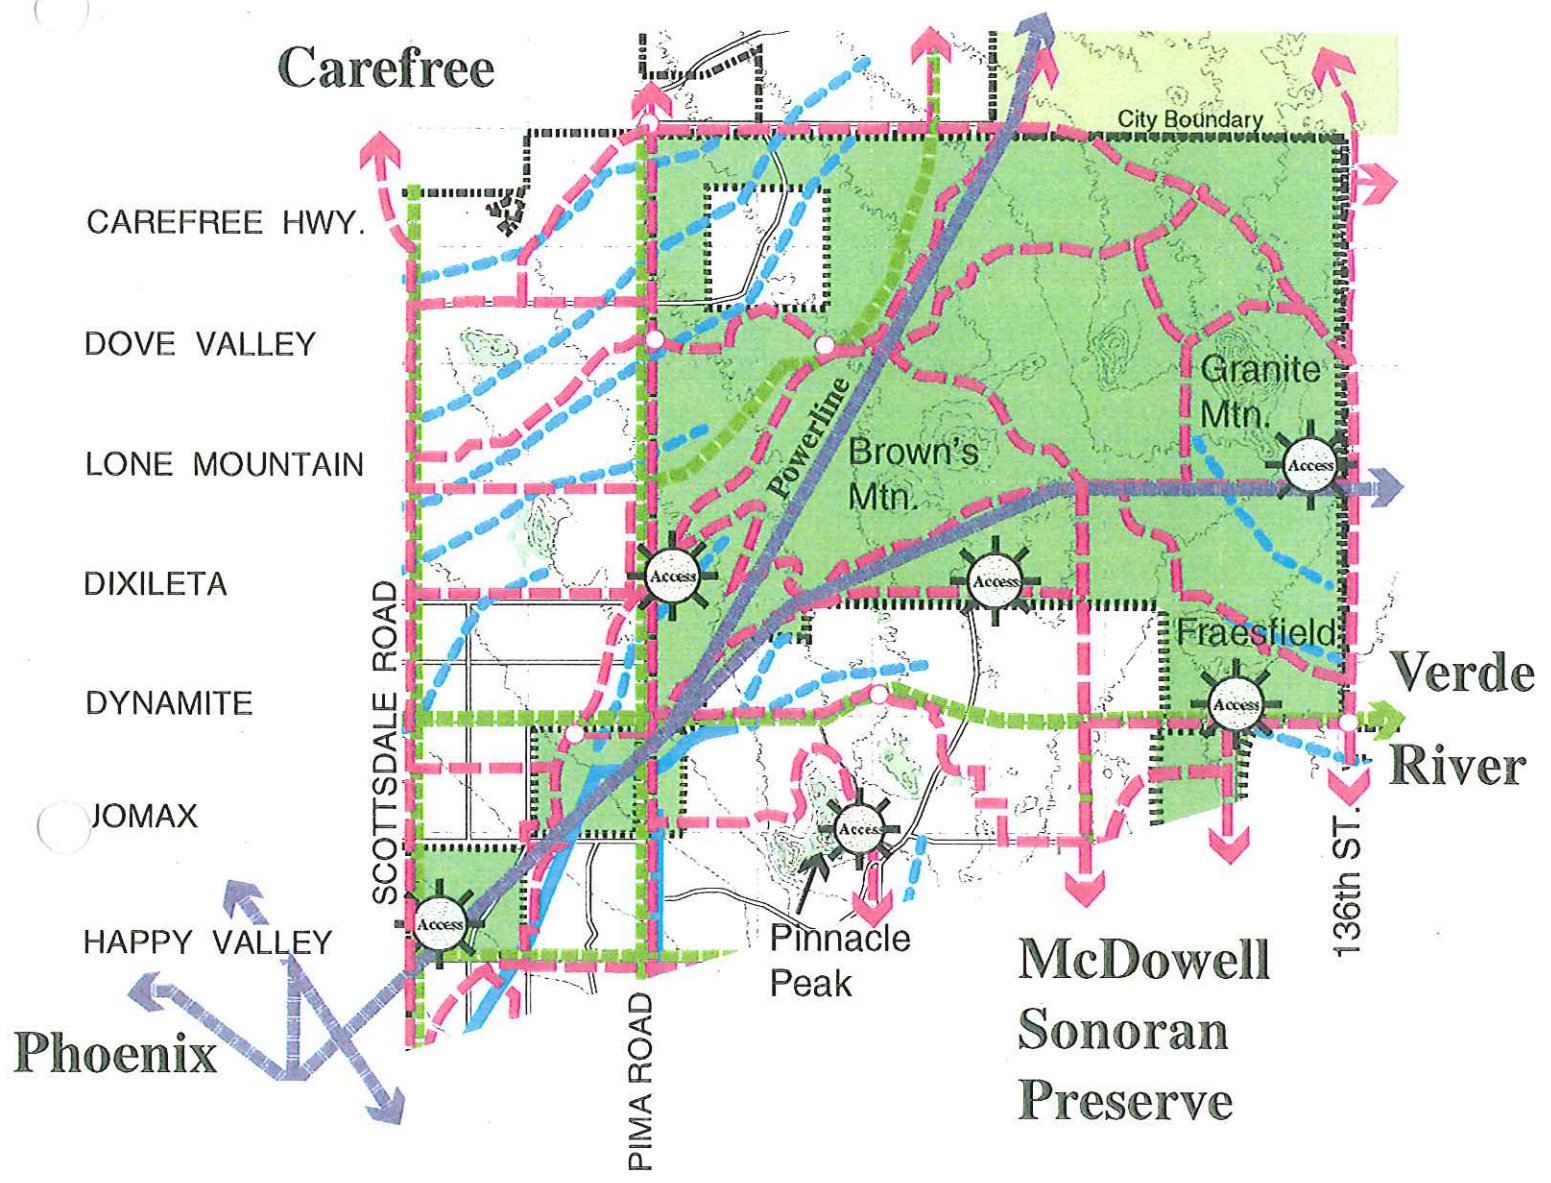 Carefree
City Boundary
CAREFREE HWY.
DOVE VALLEY
LONE MOUNTAIN
DIXILETA
DYNAMITE
JOMAX
HAPPY VALLEY
Phoenix
SCOTTSDALE ROAD
PIMA ROAD
136th ST.
Powerline
Granite
Mtn.
Brown's
Mtn.
Access
Access
Access
Fraesfield
Access
Access
Access
Pinnacle
Peak
Verde
River
McDowell
Sonoran
Preserve